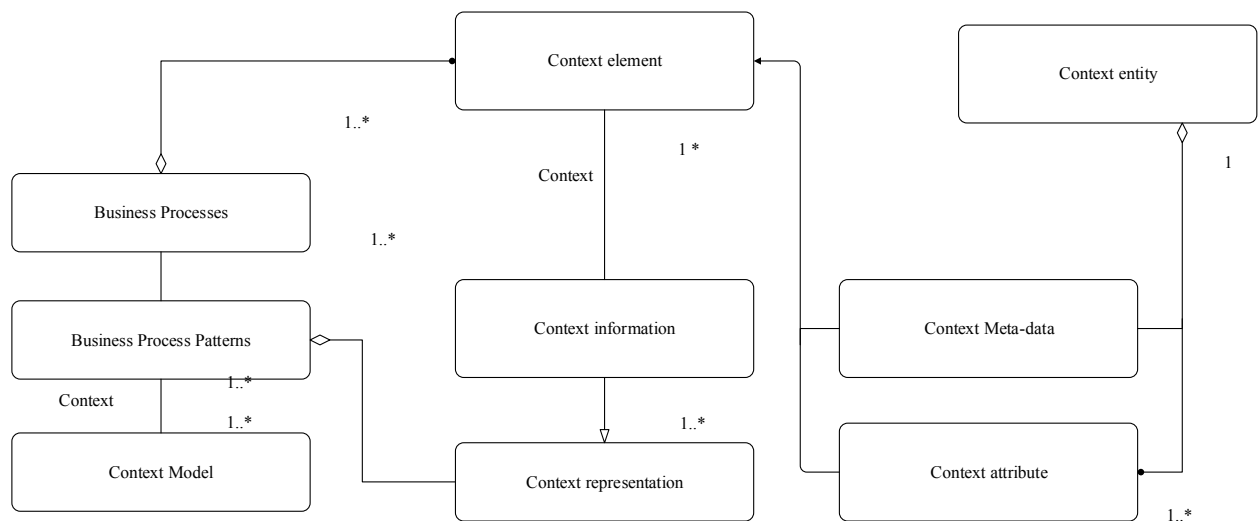 Context element
Context entity
1..*
1 *
1
Context
Business Processes
1..*
Context information
Context Meta-data
Business Process Patterns
1..*
Context
1..*
1..*
Context Model
Context representation
Context attribute
1..*